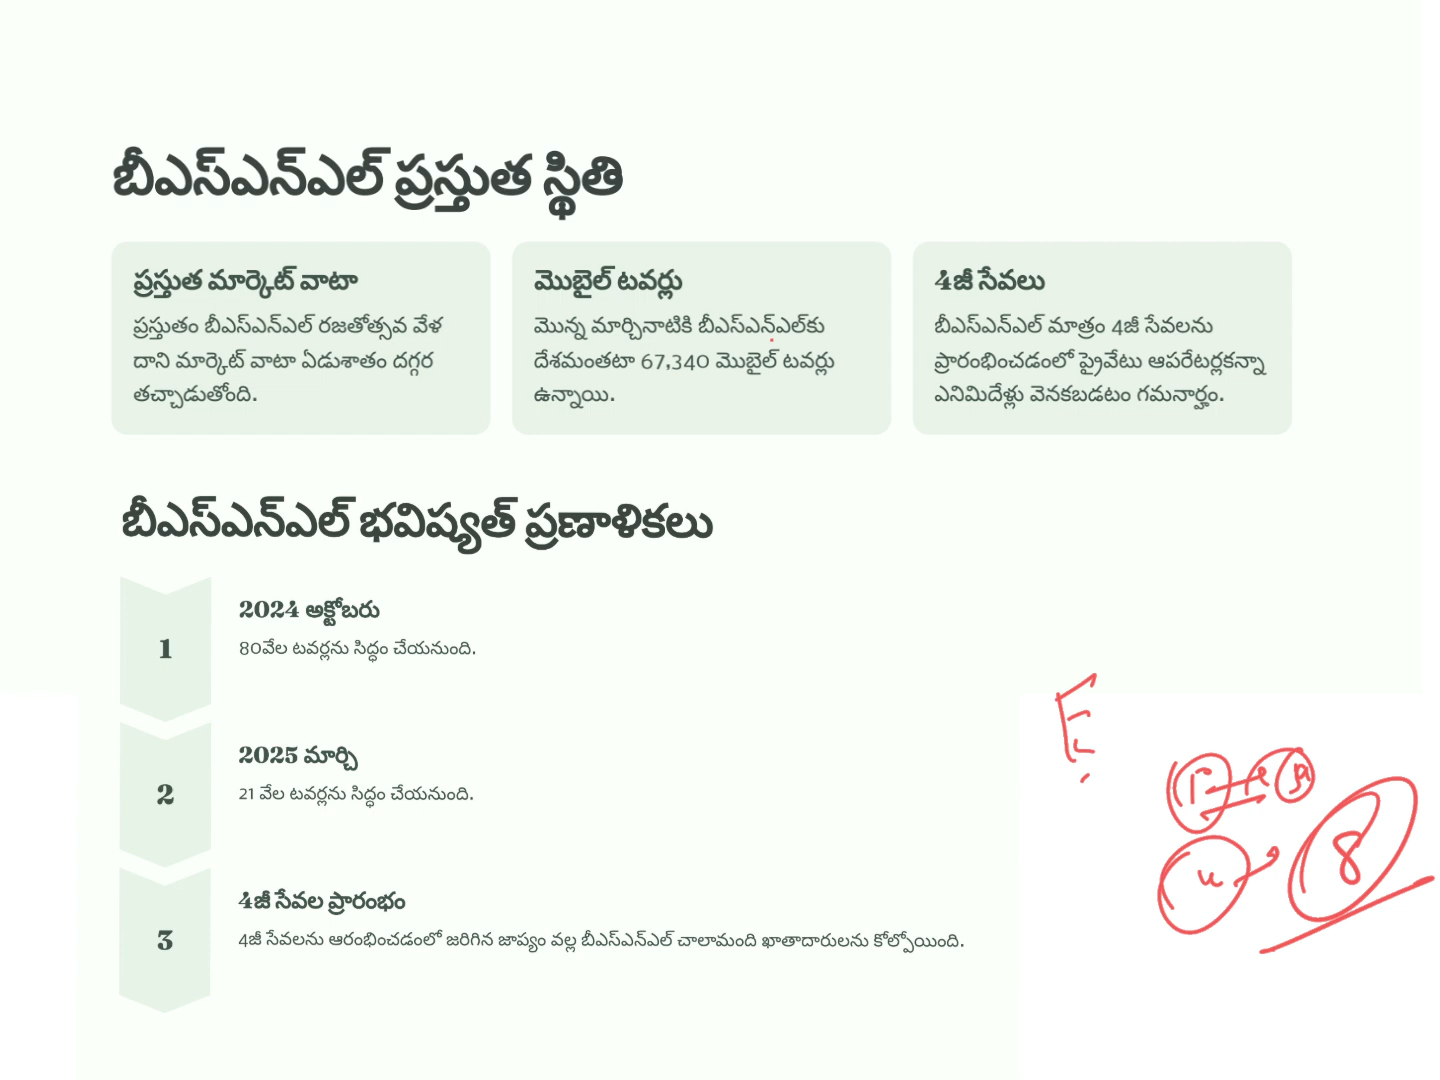 బీఎస్ఎన్ఎల్ ప్రస్తుత స్థితి
ప్రస్తుత మార్కెట్ వాటా
ప్రస్తుతం బీఎస్ఎన్ఎల్ రజతోత్సవ వేళ
దాని మార్కెట్ వాటా ఏడుశాతం దగ్గర
తచ్చాడుతోంది.
మొబైల్ టవర్లు
మొన్న మార్చినాటికి బీఎస్ఎన్ఎల్‌కు
దేశమంతటా 67,340 మొబైల్ టవర్లు
ఉన్నాయి.
4జీ సేవలు
బీఎస్ఎన్ఎల్ మాత్రం 4జీ సేవలను
ప్రారంభించడంలో ప్రైవేటు ఆపరేటర్లకన్నా
ఎనిమిదేళ్లు వెనకబడటం గమనార్హం.
బీఎస్ఎన్ఎల్ భవిష్యత్ ప్రణాళికలు
1
2024 అక్టోబరు
80వేల టవర్లను సిద్ధం చేయనుంది.
2
2025 మార్చి
21 వేల టవర్లను సిద్ధం చేయనుంది.
3
4జీ సేవల ప్రారంభం
4జీ సేవలను ఆరంభించడంలో జరిగిన జాప్యం వల్ల బీఎస్ఎన్ఎల్ చాలామంది ఖాతాదారులను కోల్పోయింది.
8